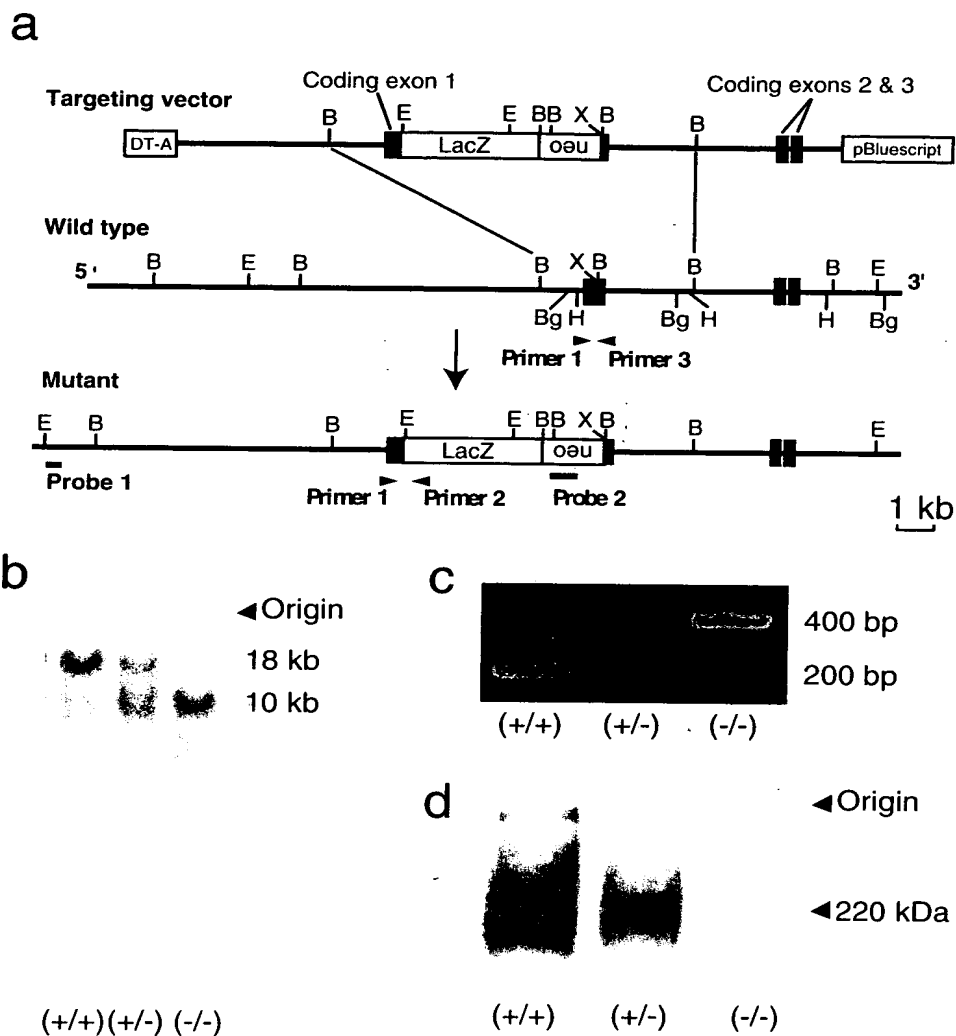 a
Coding exon 1
Coding exons 2 & 3
Targeting vector
B E E B B X B B
DT-A LacZ neo pBluescript
Wild type
5' B E B B X B B B E 3'
Bg H Bg H H Bg
Primer 1 Primer 3
Mutant
E B B E E B B X B B E
LacZ neo
Probe 1 Primer 1 Primer 2 Probe 2
1 kb
b
Origin
18 kb
10 kb
(+/+) (+/-) (-/-)
c
400 bp
200 bp
(+/+) (+/-) (-/-)
d
Origin
220 kDa
(+/+) (+/-) (-/-)